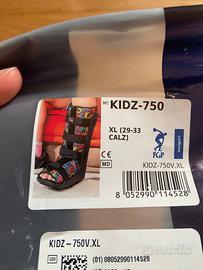 KIDZ-750
XL (29-33
CALZ)
FGP
CE
MD
KIDZ-750V.XL
8 052990 114528
KIDZ-750V.XL
(01) 08052990114528